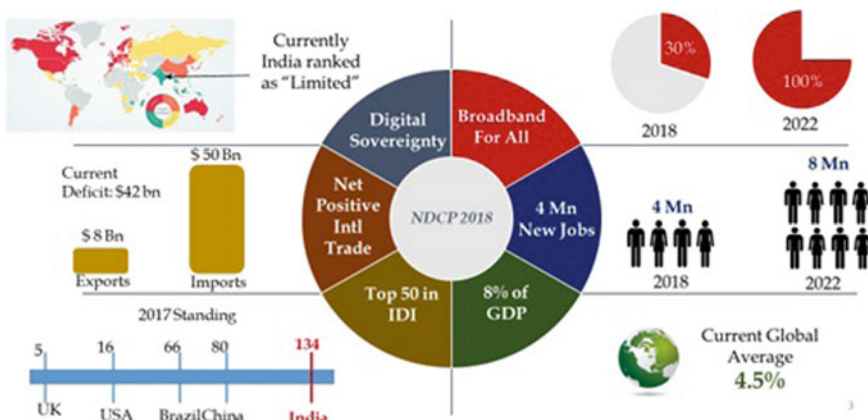 Currently
India ranked
as "Limited"
Digital
Sovereignty
Broadband
For All
30%
2018
100%
2022
Current
Deficit: $42 bn
$ 8 Bn
Exports
$ 50 Bn
Imports
Net
Positive
Intl
Trade
NDCP 2018
4 Mn
New Jobs
4 Mn
2018
8 Mn
2022
2017 Standing
5
16
66
80
134
UK
USA
Brazil
China
India
Top 50 in
IDI
8% of
GDP
Current Global
Average
4.5%
3